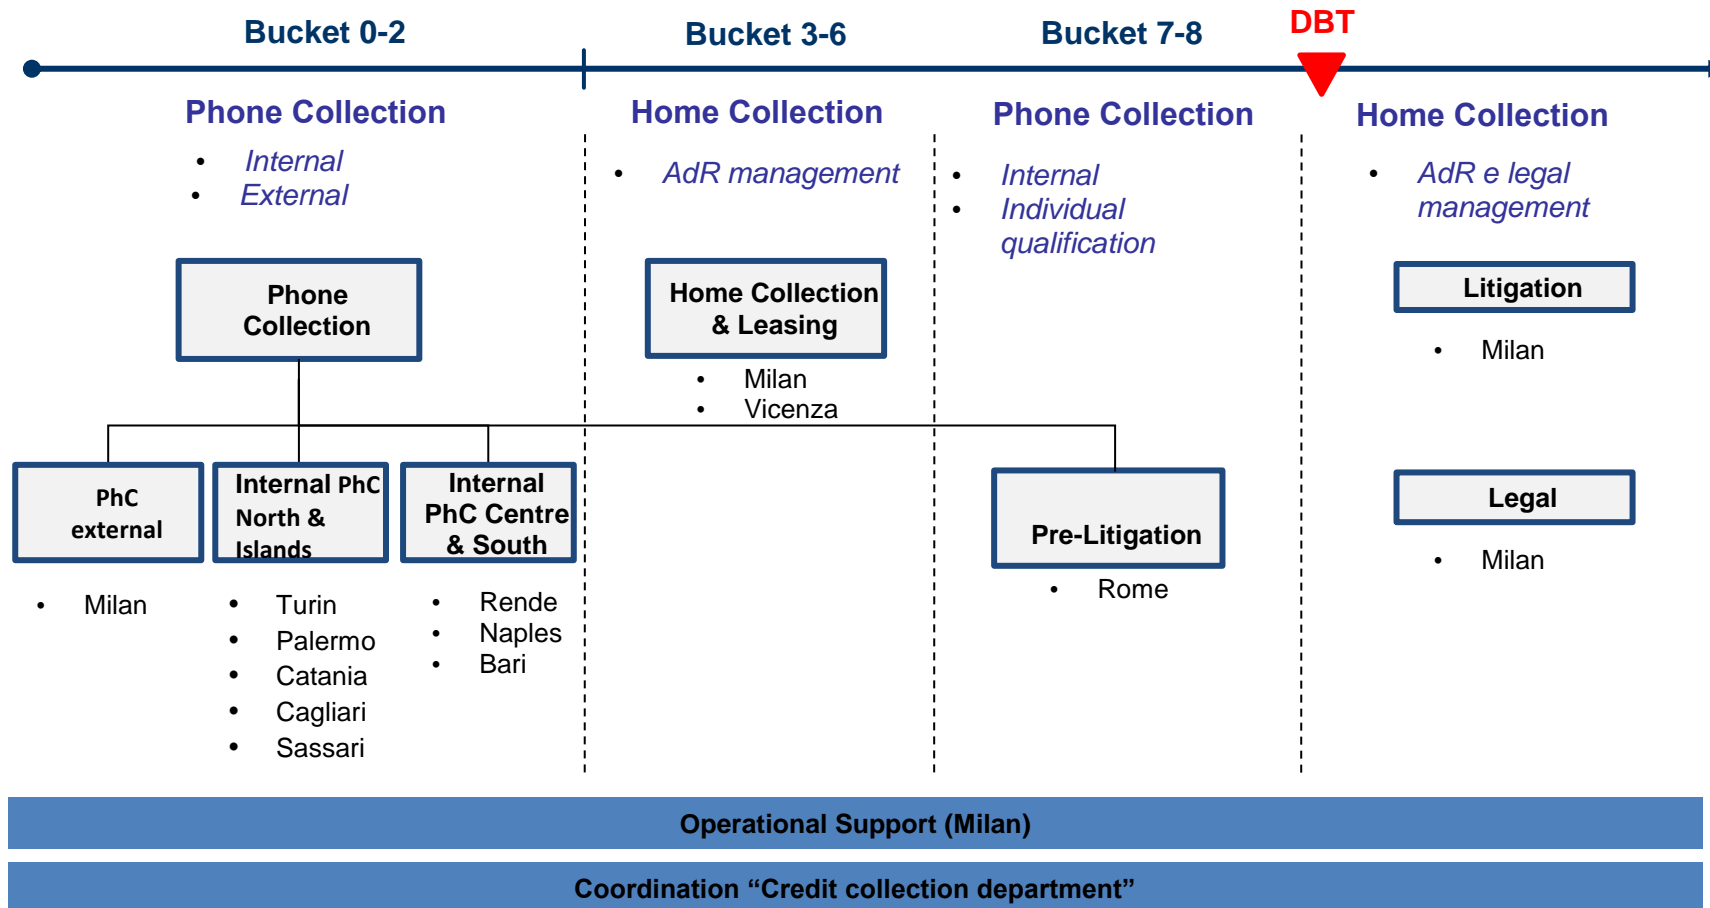 Bucket 0-2
Bucket 3-6
Bucket 7-8
DBT
Phone Collection
• Internal
• External
Home Collection
• AdR management
Phone Collection
• Internal
• Individual
qualification
Home Collection
• AdR e legal
management
Phone
Collection
Home Collection
& Leasing
• Milan
• Vicenza
Litigation
• Milan
PhC
external
• Milan
Internal PhC
North &
Islands
• Turin
• Palermo
• Catania
• Cagliari
• Sassari
Internal
PhC Centre
& South
• Rende
• Naples
• Bari
Pre-Litigation
• Rome
Legal
• Milan
Operational Support (Milan)
Coordination “Credit collection department”